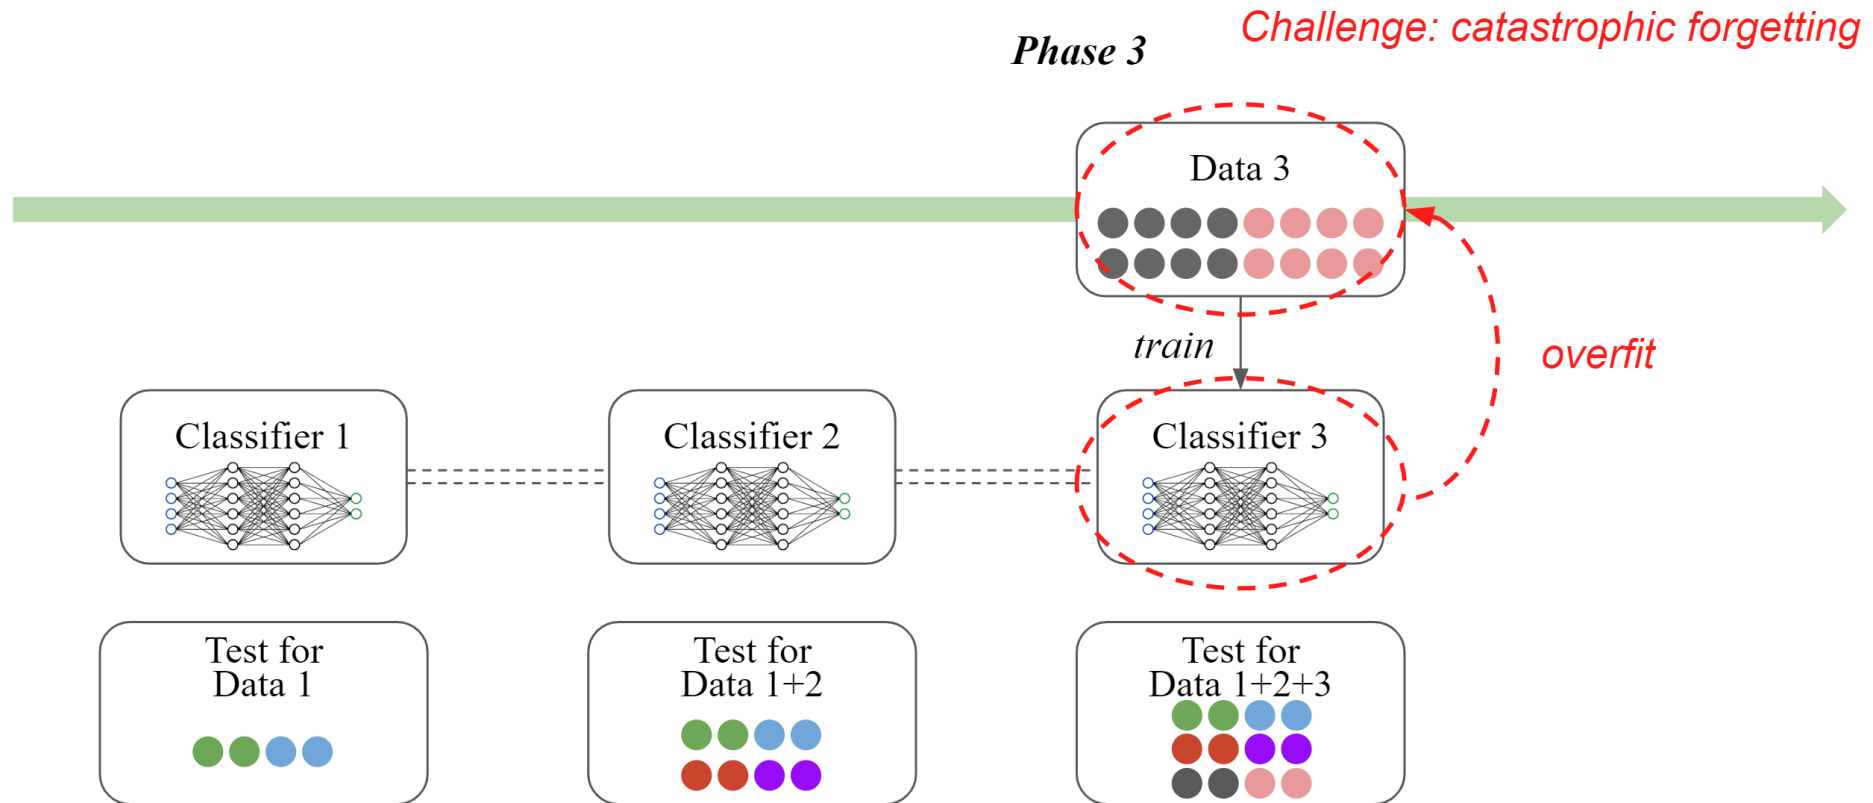 Challenge: catastrophic forgetting
Phase 3
Data 3
train
overfit
Classifier 1
Classifier 2
Classifier 3
Test for
Data 1
Test for
Data 1+2
Test for
Data 1+2+3